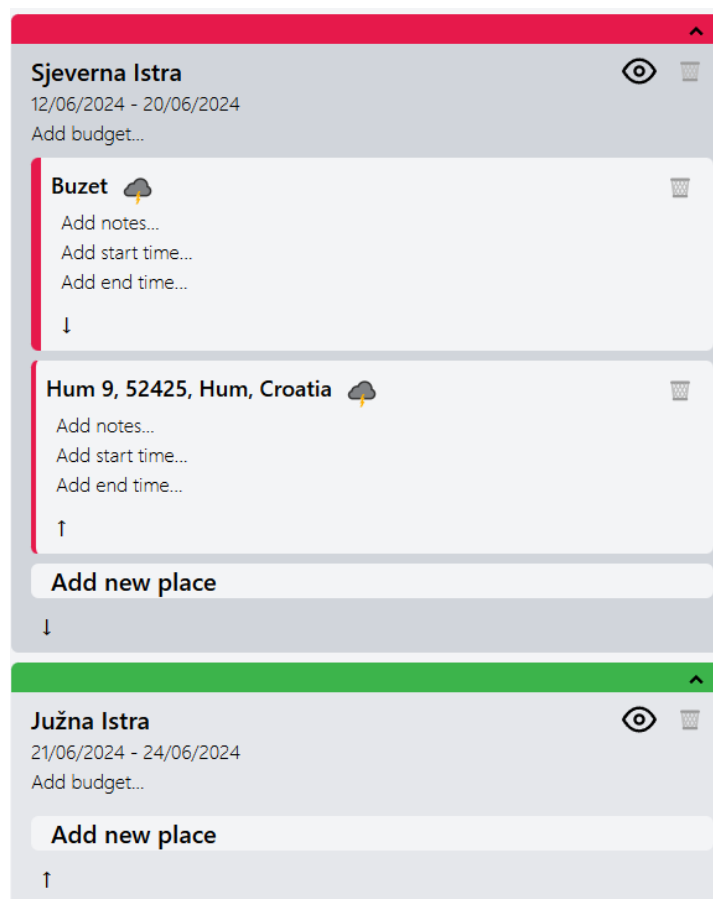 Sjeverna Istra
12/06/2024 - 20/06/2024
Add budget...
Buzet
Add notes...
Add start time...
Add end time...
↓
Hum 9, 52425, Hum, Croatia
Add notes...
Add start time...
Add end time...
↑
Add new place
↓
Južna Istra
21/06/2024 - 24/06/2024
Add budget...
Add new place
↑